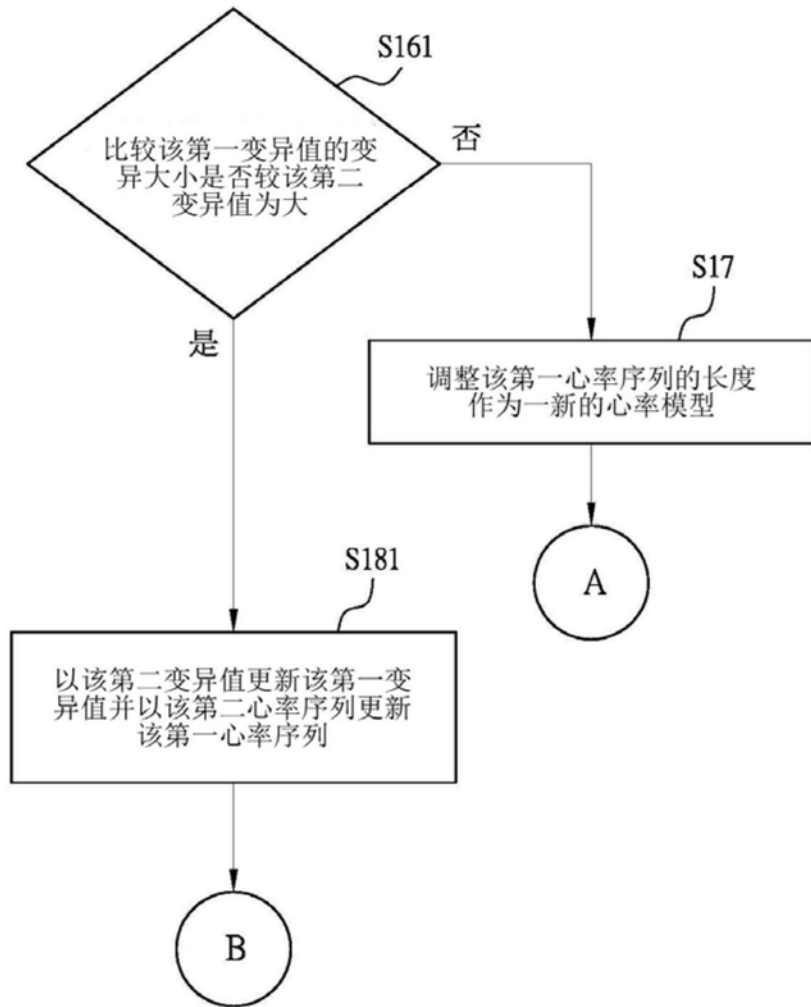 S161
比较该第一变异值的变
异大小是否较该第二
变异值为大
否
是
S17
调整该第一心率序列的长度
作为一新的心率模型
A
S181
以该第二变异值更新该第一变
异值并以该第二心率序列更新
该第一心率序列
B